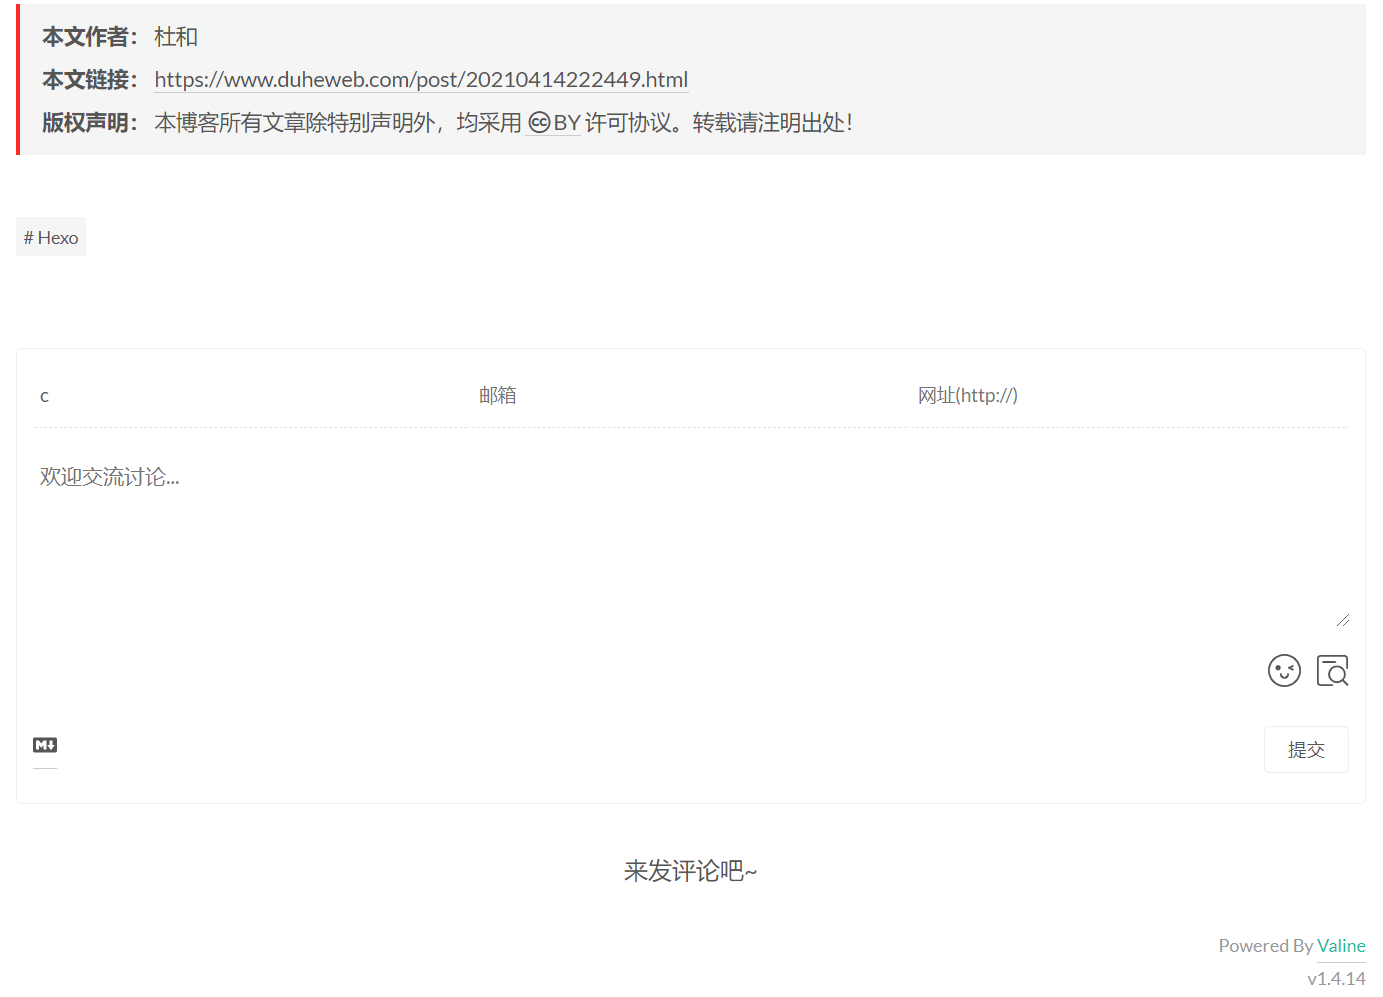 本文作者： 杜和
本文链接： https://www.duheweb.com/post/20210414222449.html
版权声明： 本博客所有文章除特别声明外，均采用 BY 许可协议。转载请注明出处！
# Hexo
c 邮箱 网址(http://)
欢迎交流讨论...
M
提交
来发评论吧~
Powered By Valine
v1.4.14